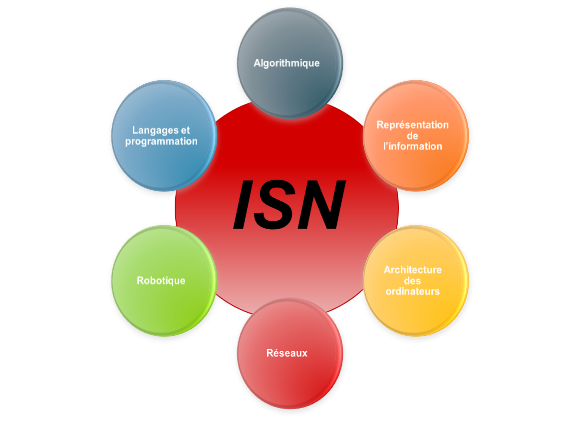 Algorithmique
Langages et
programmation
Représentation
de
l'information
ISN
Robotique
Architecture
des
ordinateurs
Réseaux